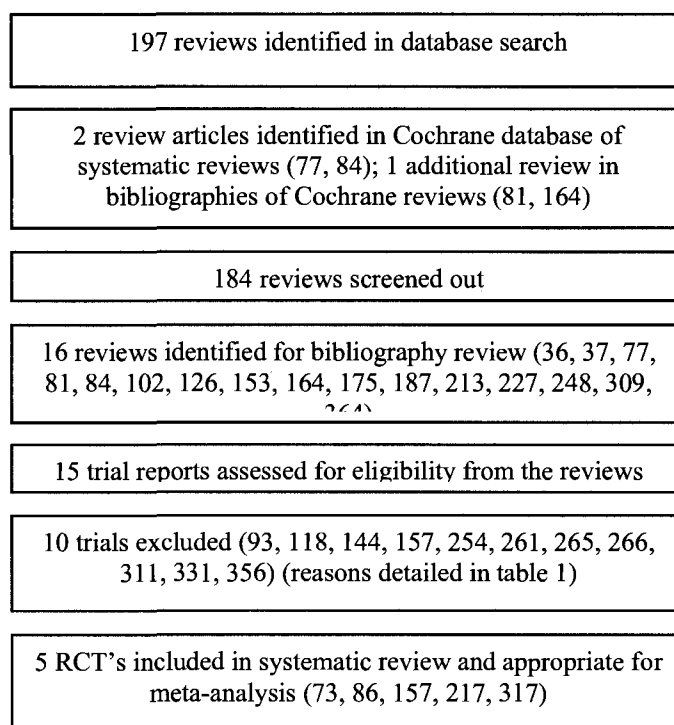 197 reviews identified in database search
2 review articles identified in Cochrane database of
systematic reviews (77, 84); 1 additional review in
bibliographies of Cochrane reviews (81, 164)
184 reviews screened out
16 reviews identified for bibliography review (36, 37, 77,
81, 84, 102, 126, 153, 164, 175, 187, 213, 227, 248, 309,
15 trial reports assessed for eligibility from the reviews
10 trials excluded (93, 118, 144, 157, 254, 261, 265, 266,
311, 331, 356) (reasons detailed in table 1)
5 RCT's included in systematic review and appropriate for
meta-analysis (73, 86, 157, 217, 317)